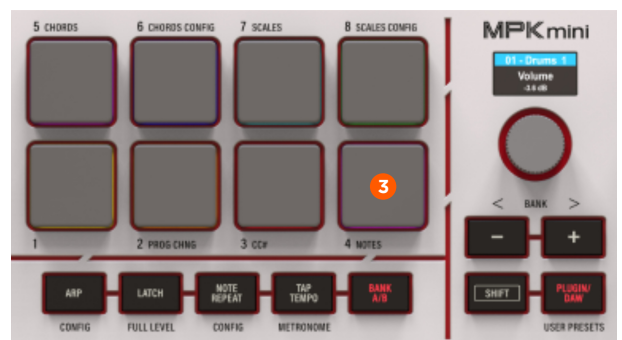 5 CHORDS
6 CHORDS CONFIG
7 SCALES
8 SCALES CONFIG
MPK mini
01 - Drums 1
Volume
-3.6 dB
3
< BANK >
- +
1
2 PROG CHNG
3 CC#
4 NOTES
ARP
LATCH
NOTE
REPEAT
TAP
TEMPO
BANK
A/B
SHIFT
PLUGIN/
DAW
CONFIG
FULL LEVEL
CONFIG
METRONOME
USER PRESETS